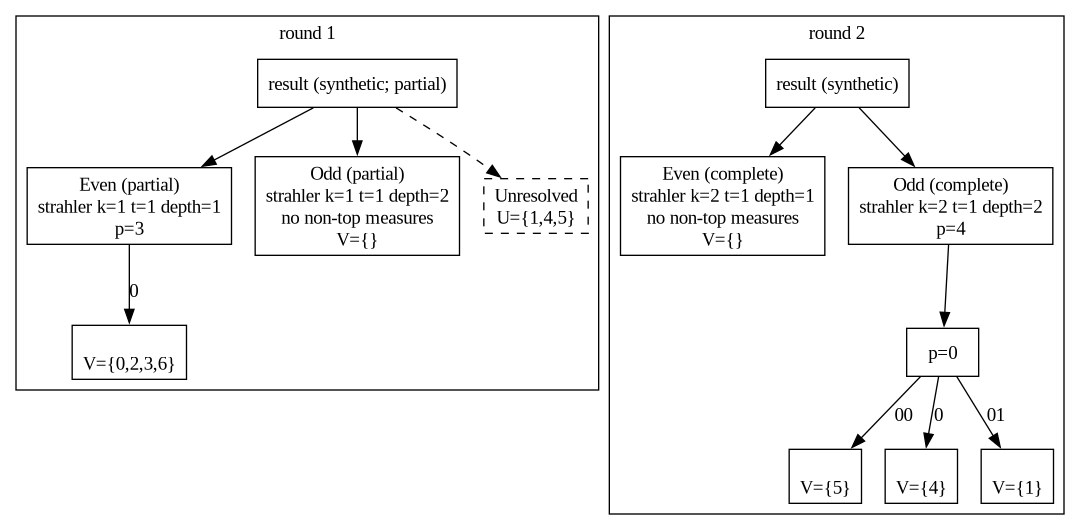 round 1
result (synthetic; partial)
Even (partial)
strahler k=1 t=1 depth=1
p=3
Odd (partial)
strahler k=1 t=1 depth=2
no non-top measures
V={}
Unresolved
U={1,4,5}
0
V={0,2,3,6}
round 2
result (synthetic)
Even (complete)
strahler k=2 t=1 depth=1
no non-top measures
V={}
Odd (complete)
strahler k=2 t=1 depth=2
p=4
p=0
00
0
01
V={5}
V={4}
V={1}